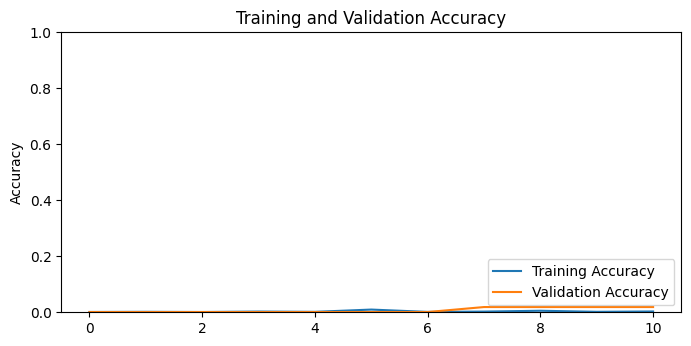 Training and Validation Accuracy
1.0
0.8
0.6
0.4
0.2
0.0
Accuracy
Training Accuracy
Validation Accuracy
0 2 4 6 8 10